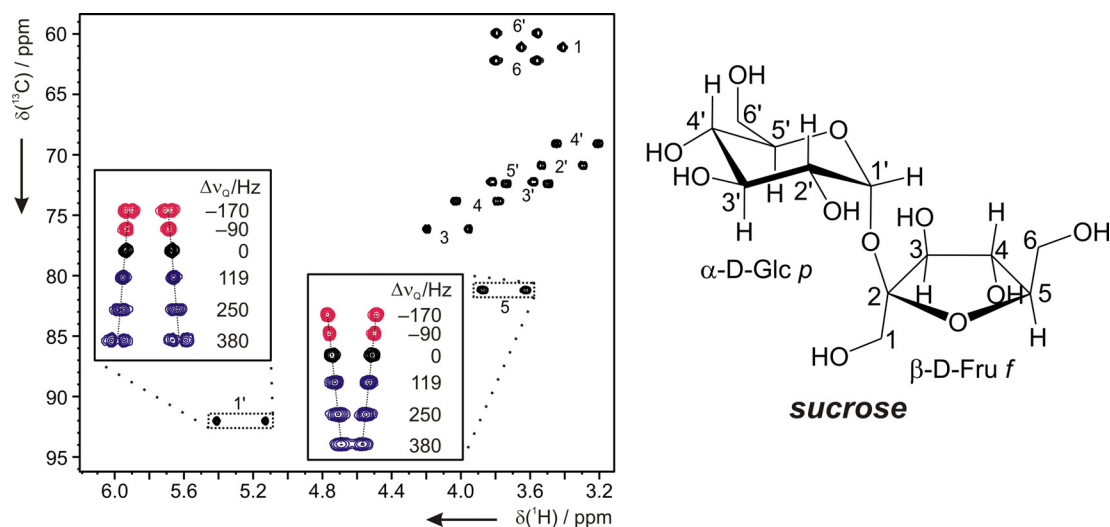 60
65
70
75
80
85
90
95
δ(¹³C) / ppm
6.0
5.6
5.2
4.8
4.4
4.0
3.6
3.2
δ(¹H) / ppm
6'
1
6
4'
5'
2'
3'
4
3
5
1'
Δν_Q/Hz
−170
−90
0
119
250
380
Δν_Q/Hz
−170
−90
0
119
250
380
OH
H
6'
4'
HO
H
5'
O
HO
1'
H
3'
H
2'
H
OH
α-D-Glc p
O
HO
H
3
4
6
OH
H
OH
2
5
O
H
1
HO
β-D-Fru f
sucrose